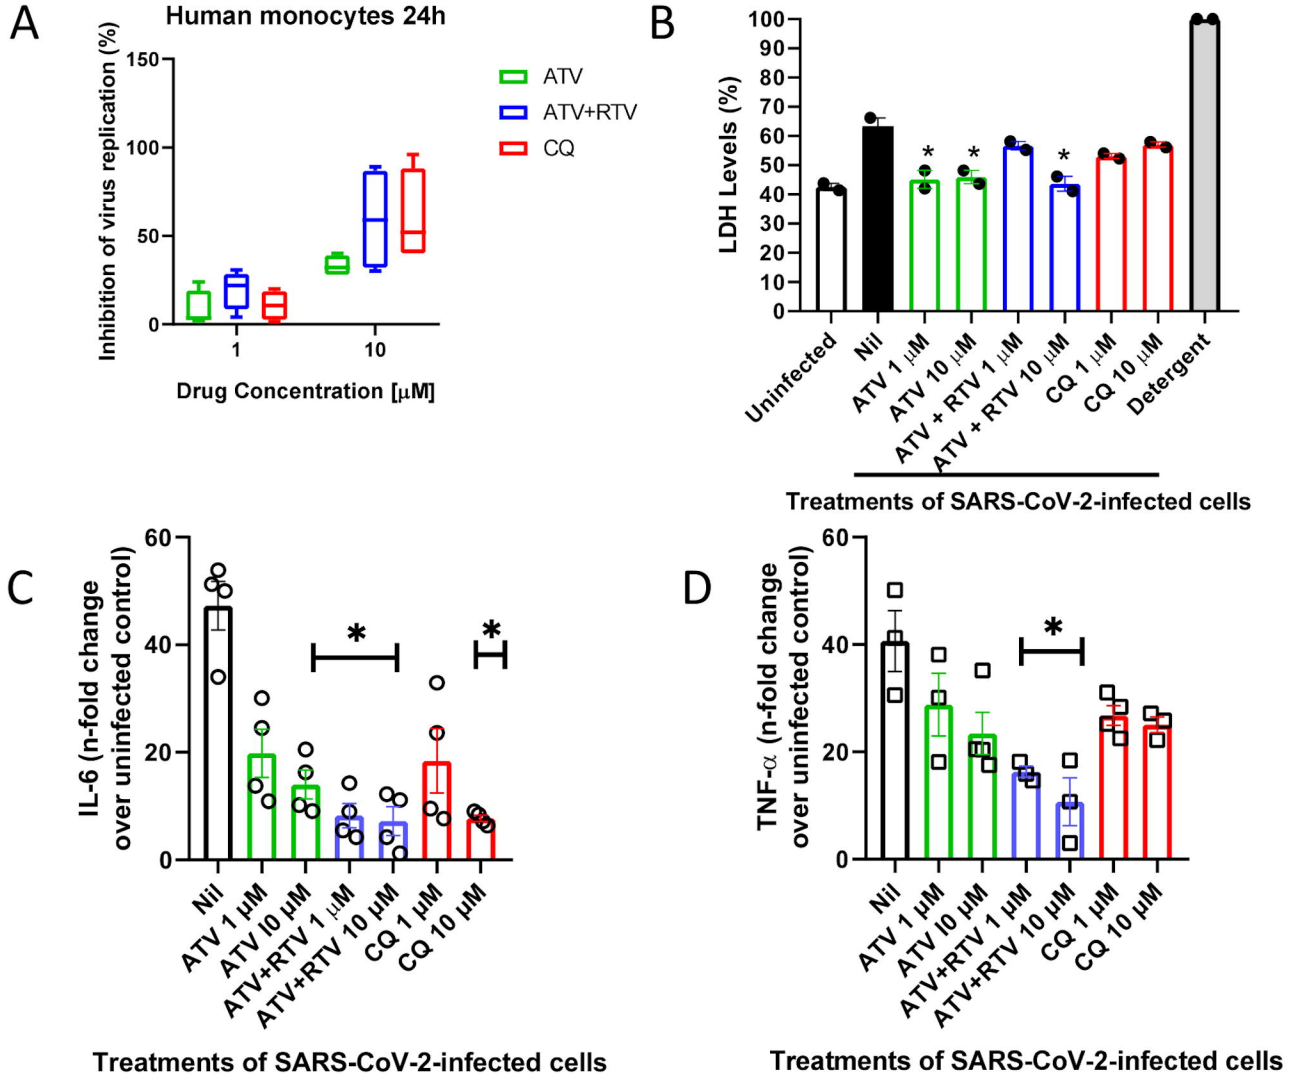 A
Human monocytes 24h
Inhibition of virus replication (%)
150
100
50
0
1
10
Drug Concentration [μM]
ATV
ATV+RTV
CQ
B
LDH Levels (%)
100
90
80
70
60
50
40
30
20
10
0
*
*
*
Uninfected
Nil
ATV 1 μM
ATV 10 μM
ATV + RTV 1 μM
ATV + RTV 10 μM
CQ 1 μM
CQ 10 μM
Detergent
Treatments of SARS-CoV-2-infected cells
C
IL-6 (n-fold change
over uninfected control)
60
40
20
0
*
*
Nil
ATV 1 μM
ATV I0 μM
ATV+RTV 1 μM
ATV+RTV 10 μM
CQ 1 μM
CQ 10 μM
Treatments of SARS-CoV-2-infected cells
D
TNF-α (n-fold change
over uninfected control)
60
40
20
0
*
Nil
ATV 1 μM
ATV I0 μM
ATV+RTV 1 μM
ATV+RTV 10 μM
CQ 1 μM
CQ 10 μM
Treatments of SARS-CoV-2-infected cells